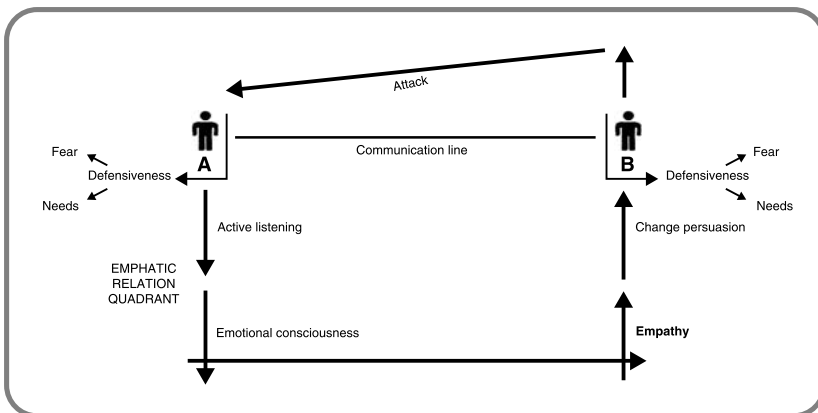 Attack
A
B
Communication line
Fear
Defensiveness
Needs
Fear
Defensiveness
Needs
Active listening
Change persuasion
EMPHATIC
RELATION
QUADRANT
Emotional consciousness
Empathy